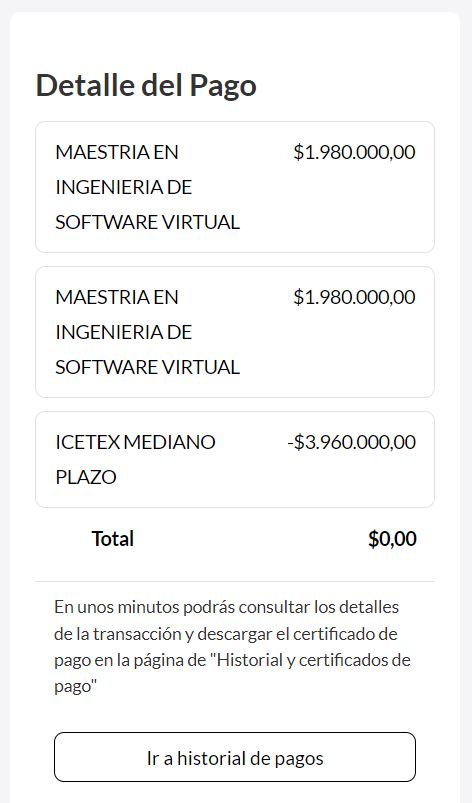 Detalle del Pago
MAESTRIA EN $1.980.000,00
INGENIERIA DE
SOFTWARE VIRTUAL
MAESTRIA EN $1.980.000,00
INGENIERIA DE
SOFTWARE VIRTUAL
ICETEX MEDIANO -$3.960.000,00
PLAZO
Total $0,00
En unos minutos podrás consultar los detalles
de la transacción y descargar el certificado de
pago en la página de "Historial y certificados de
pago"
Ir a historial de pagos